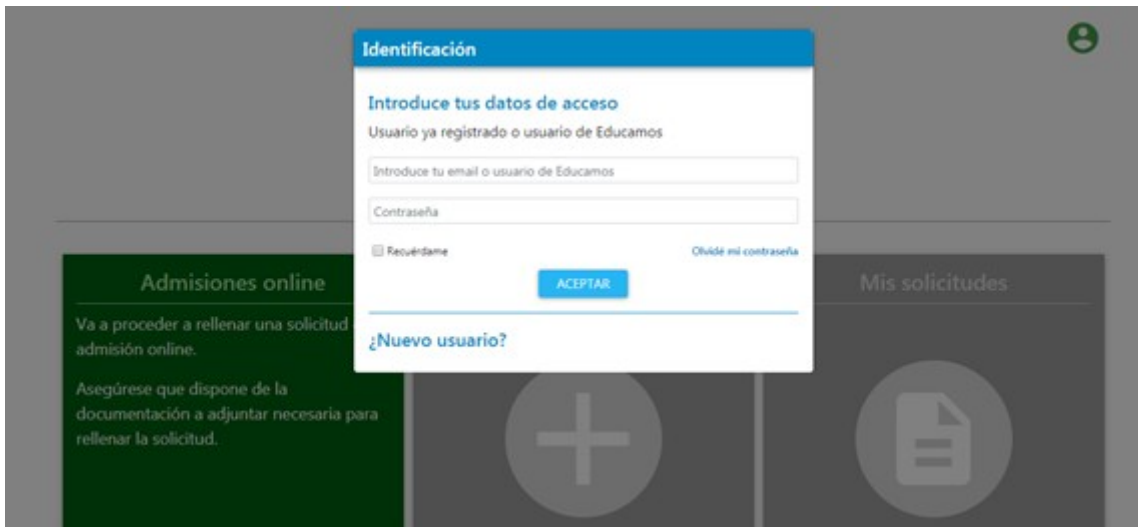 Identificación
Introduce tus datos de acceso
Usuario ya registrado o usuario de Educamos
Introduce tu email o usuario de Educamos
Contraseña
Recuérdame
Olvidé mi contraseña
ACEPTAR
¿Nuevo usuario?
Admisiones online
Va a proceder a rellenar una solicitud
admisión online.
Asegúrese que dispone de la
documentación a adjuntar necesaria para
rellenar la solicitud.
Mis solicitudes